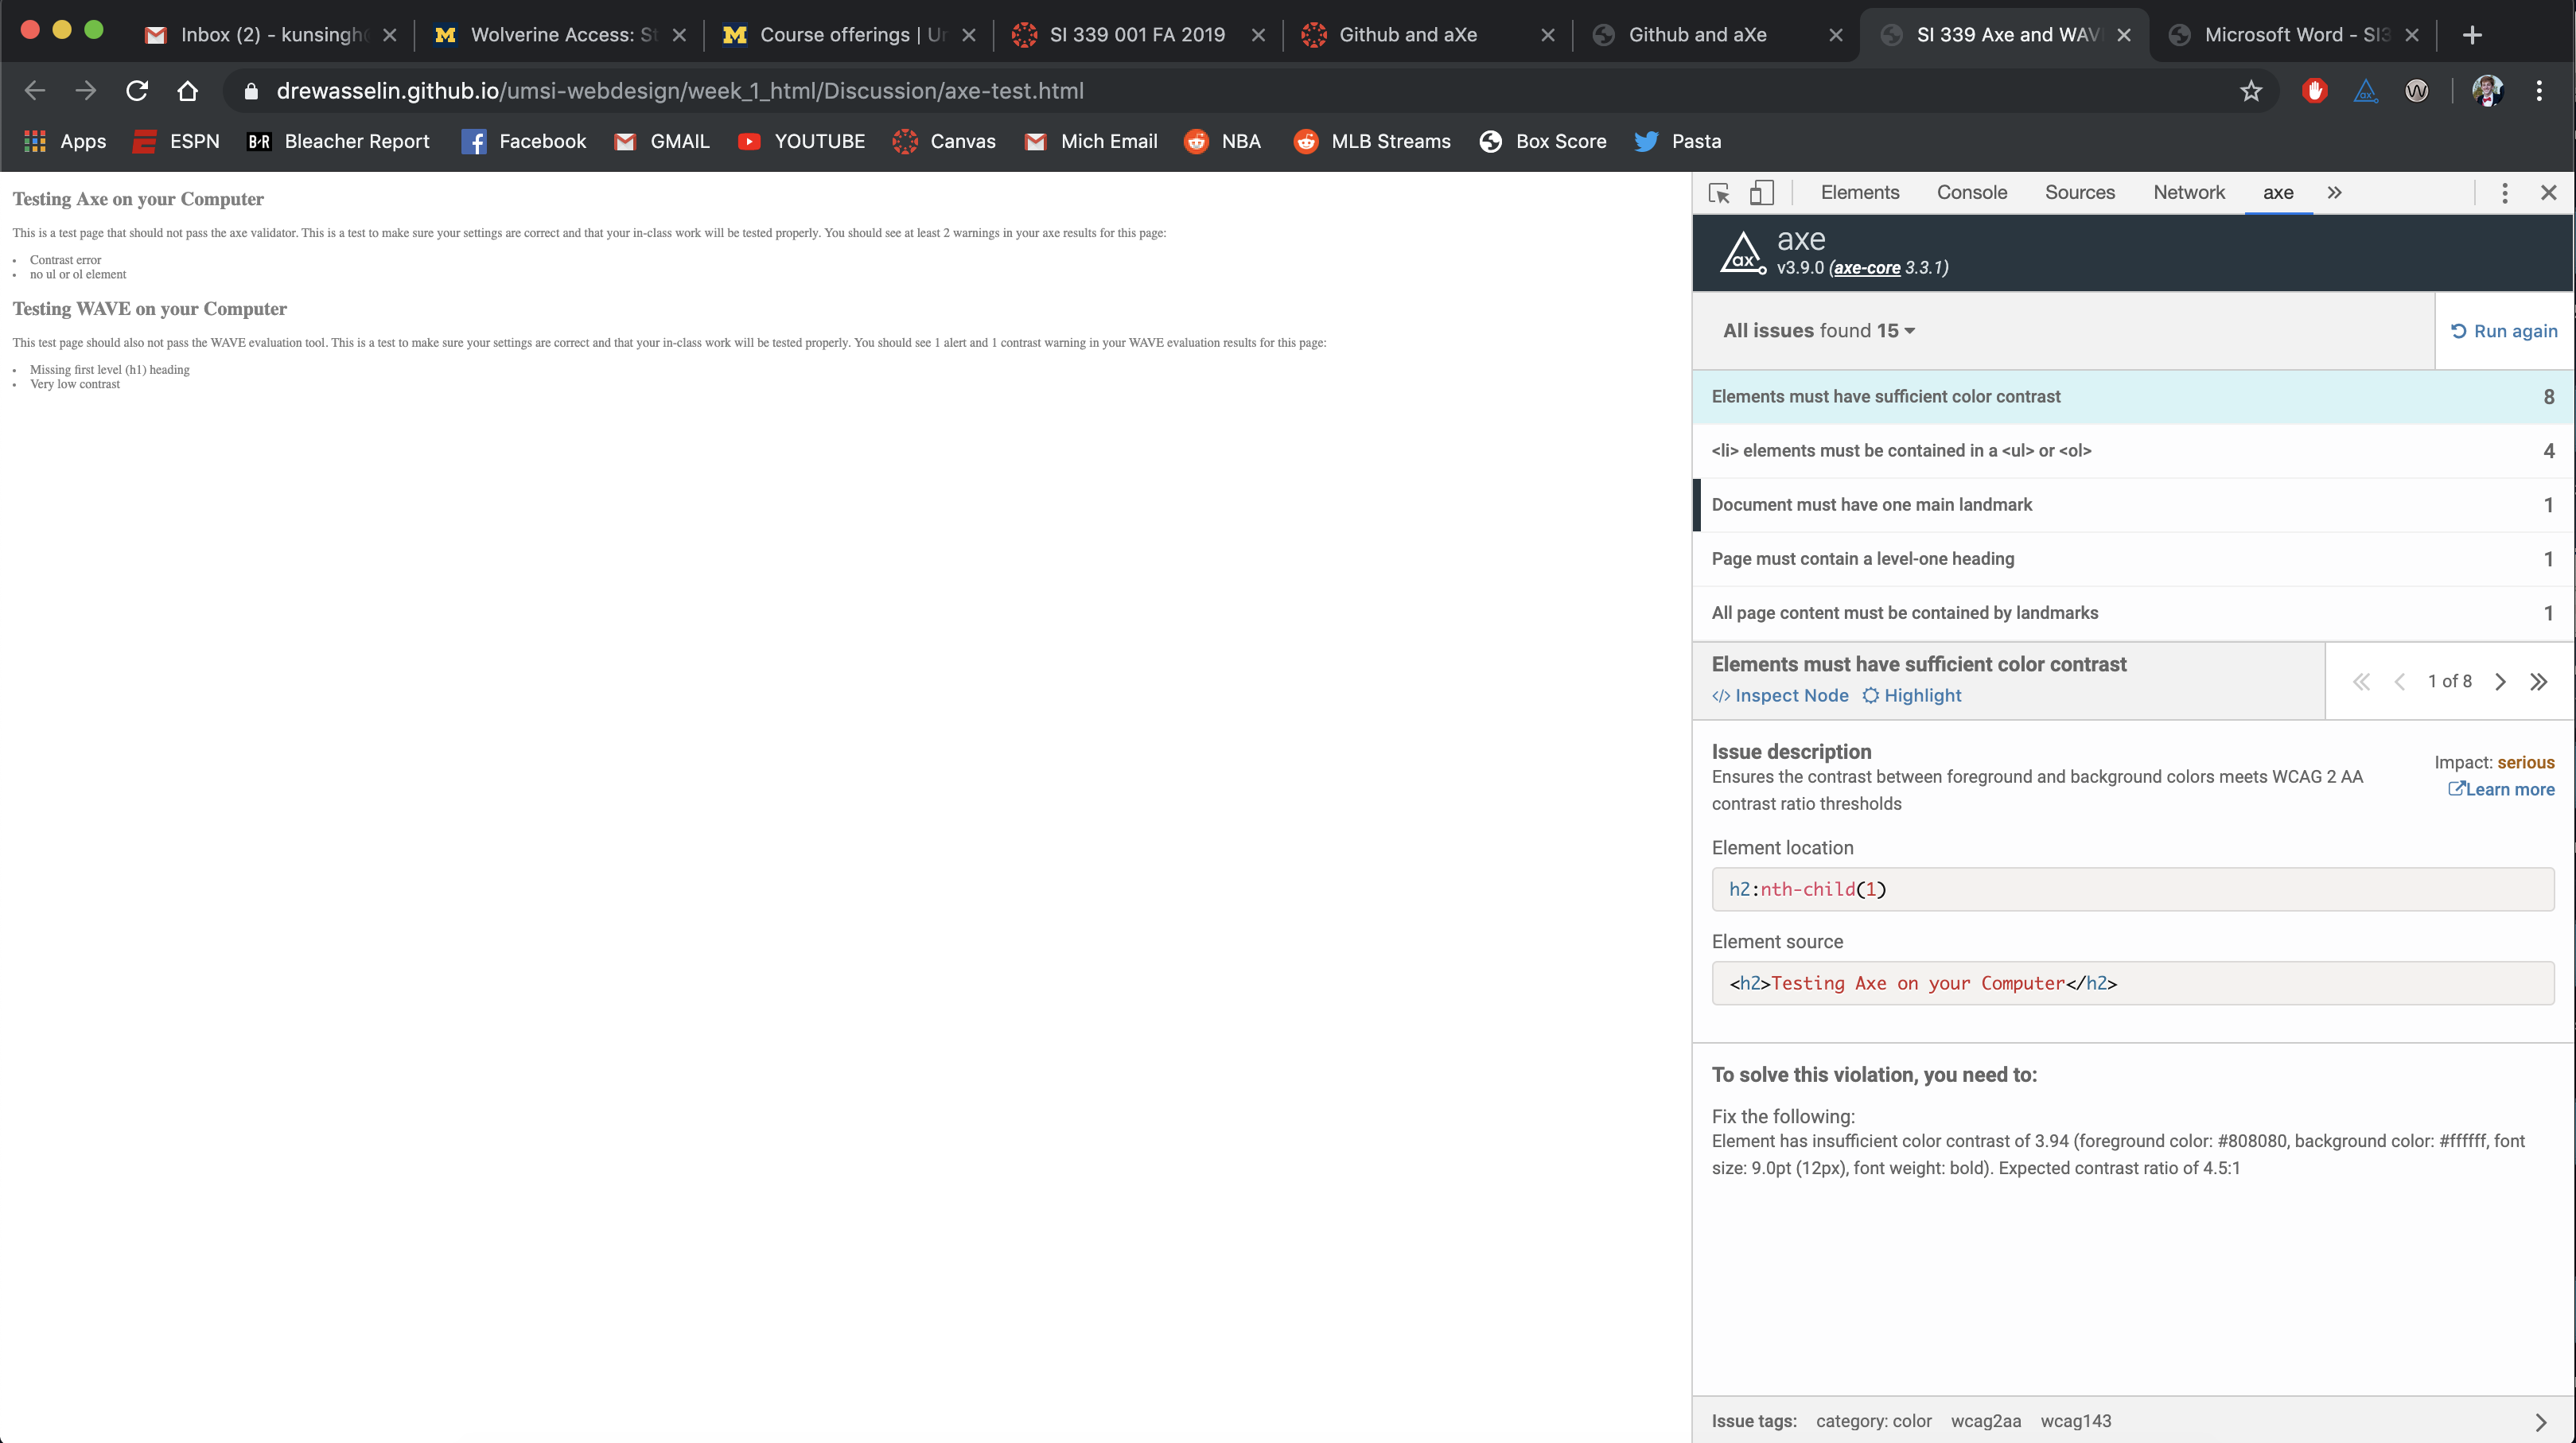 Inbox (2) - kunsingh
Wolverine Access: St
Course offerings | Un
SI 339 001 FA 2019
Github and aXe
Github and aXe
SI 339 Axe and WAV
Microsoft Word - SI3
drewasselin.github.io/umsi-webdesign/week_1_html/Discussion/axe-test.html
Apps ESPN B·R Bleacher Report Facebook GMAIL YOUTUBE Canvas Mich Email NBA MLB Streams Box Score Pasta
Testing Axe on your Computer
This is a test page that should not pass the axe validator. This is a test to make sure your settings are correct and that your in-class work will be tested properly. You should see at least 2 warnings in your axe results for this page:
• Contrast error
• no ul or ol element
Testing WAVE on your Computer
This test page should also not pass the WAVE evaluation tool. This is a test to make sure your settings are correct and that your in-class work will be tested properly. You should see 1 alert and 1 contrast warning in your WAVE evaluation results for this page:
• Missing first level (h1) heading
• Very low contrast
Elements Console Sources Network axe »
ax
axe
v3.9.0 (axe-core 3.3.1)
All issues found 15
Run again
Elements must have sufficient color contrast 8
<li> elements must be contained in a <ul> or <ol> 4
Document must have one main landmark 1
Page must contain a level-one heading 1
All page content must be contained by landmarks 1
Elements must have sufficient color contrast
</> Inspect Node Highlight
1 of 8
Issue description
Ensures the contrast between foreground and background colors meets WCAG 2 AA
contrast ratio thresholds
Impact: serious
Learn more
Element location
h2:nth-child(1)
Element source
<h2>Testing Axe on your Computer</h2>
To solve this violation, you need to:
Fix the following:
Element has insufficient color contrast of 3.94 (foreground color: #808080, background color: #ffffff, font
size: 9.0pt (12px), font weight: bold). Expected contrast ratio of 4.5:1
Issue tags: category: color wcag2aa wcag143